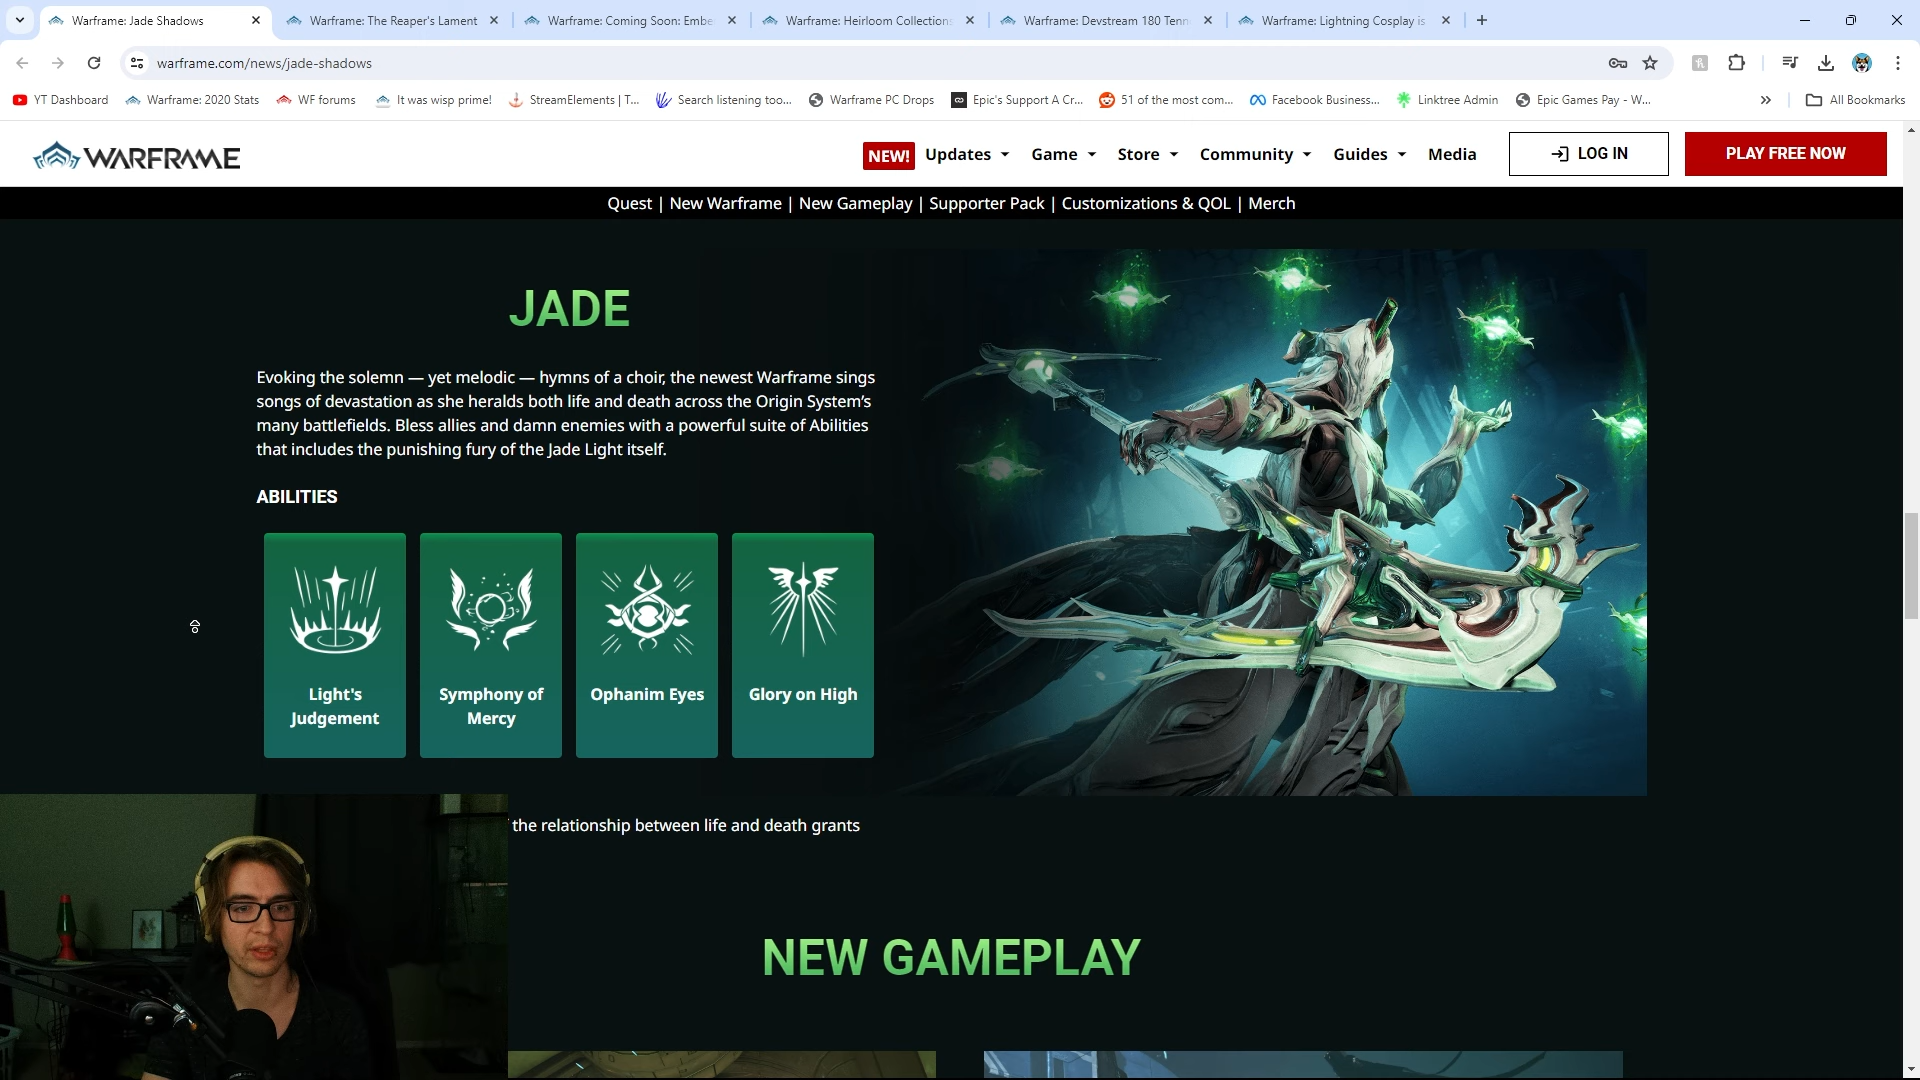 Warframe: Jade Shadows
Warframe: The Reaper's Lament
Warframe: Coming Soon: Embe
Warframe: Heirloom Collections
Warframe: Devstream 180 Tenn
Warframe: Lightning Cosplay is
warframe.com/news/jade-shadows
YT Dashboard
Warframe: 2020 Stats
WF forums
It was wisp prime!
StreamElements | T...
Search listening too...
Warframe PC Drops
Epic's Support A Cr...
51 of the most com...
Facebook Business...
Linktree Admin
Epic Games Pay - W...
All Bookmarks
WARFRAME
NEW! Updates
Game
Store
Community
Guides
Media
LOG IN
PLAY FREE NOW
Quest | New Warframe | New Gameplay | Supporter Pack | Customizations & QOL | Merch
JADE
Evoking the solemn — yet melodic — hymns of a choir, the newest Warframe sings
songs of devastation as she heralds both life and death across the Origin System's
many battlefields. Bless allies and damn enemies with a powerful suite of Abilities
that includes the punishing fury of the Jade Light itself.
ABILITIES
Light's
Judgement
Symphony of
Mercy
Ophanim Eyes
Glory on High
the relationship between life and death grants
NEW GAMEPLAY